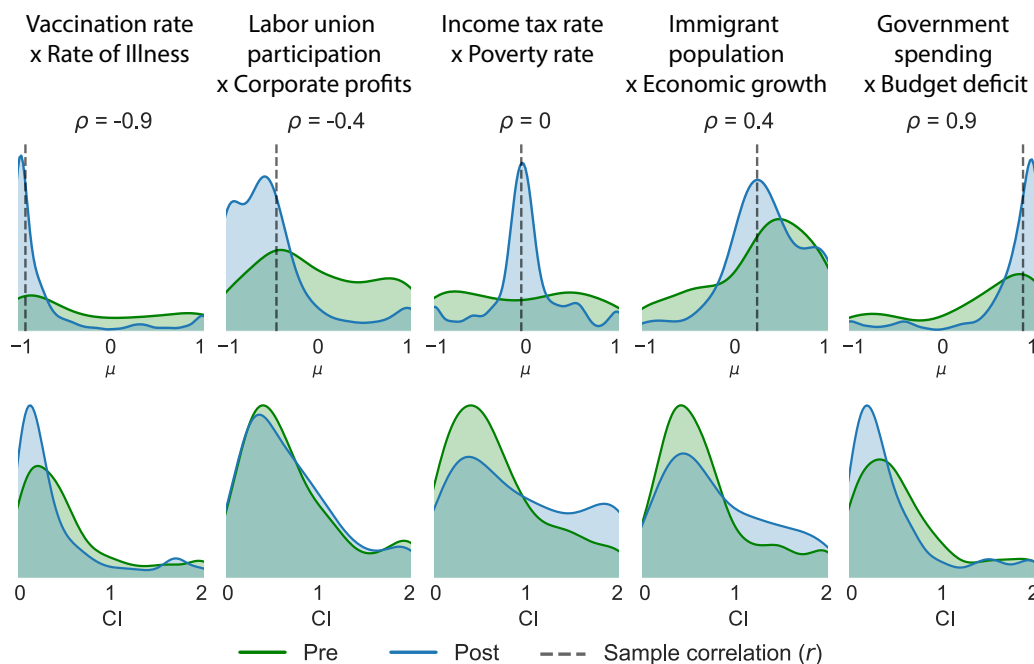 Vaccination rate
x Rate of Illness
Labor union
participation
x Corporate profits
Income tax rate
x Poverty rate
Immigrant
population
x Economic growth
Government
spending
x Budget deficit
ρ = -0.9
ρ = -0.4
ρ = 0
ρ = 0.4
ρ = 0.9
−1 0 1
μ
−1 0 1
μ
−1 0 1
μ
−1 0 1
μ
−1 0 1
μ
0 1 2
CI
0 1 2
CI
0 1 2
CI
0 1 2
CI
0 1 2
CI
Pre Post Sample correlation (r)